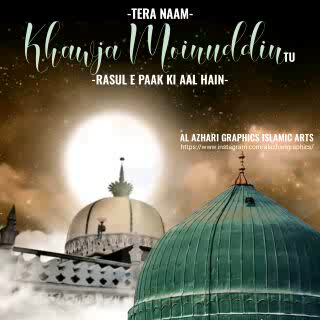 -TERA NAAM-
Khawja Moinuddin TU
-RASUL E PAAK KI AAL HAIN-
AL AZHARI GRAPHICS ISLAMIC ARTS
https://www.instagram.com/alazharigraphics/